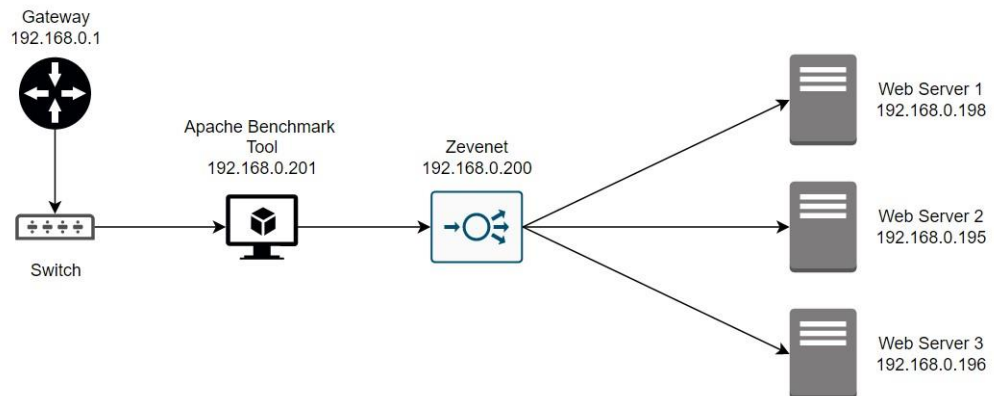 Gateway
192.168.0.1
Switch
Apache Benchmark
Tool
192.168.0.201
Zevenet
192.168.0.200
Web Server 1
192.168.0.198
Web Server 2
192.168.0.195
Web Server 3
192.168.0.196